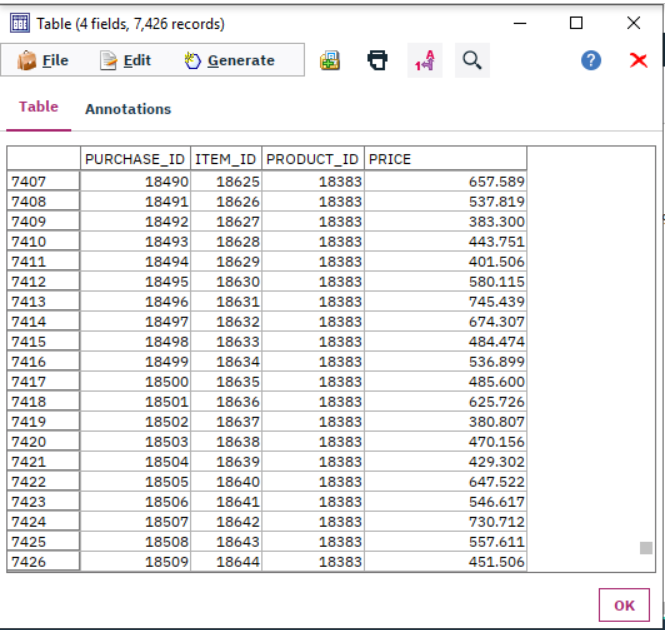 Table (4 fields, 7,426 records)
File Edit Generate
Table Annotations
PURCHASE_ID ITEM_ID PRODUCT_ID PRICE
7407 18490 18625 18383 657.589
7408 18491 18626 18383 537.819
7409 18492 18627 18383 383.300
7410 18493 18628 18383 443.751
7411 18494 18629 18383 401.506
7412 18495 18630 18383 580.115
7413 18496 18631 18383 745.439
7414 18497 18632 18383 674.307
7415 18498 18633 18383 484.474
7416 18499 18634 18383 536.899
7417 18500 18635 18383 485.600
7418 18501 18636 18383 625.726
7419 18502 18637 18383 380.807
7420 18503 18638 18383 470.156
7421 18504 18639 18383 429.302
7422 18505 18640 18383 647.522
7423 18506 18641 18383 546.617
7424 18507 18642 18383 730.712
7425 18508 18643 18383 557.611
7426 18509 18644 18383 451.506
OK